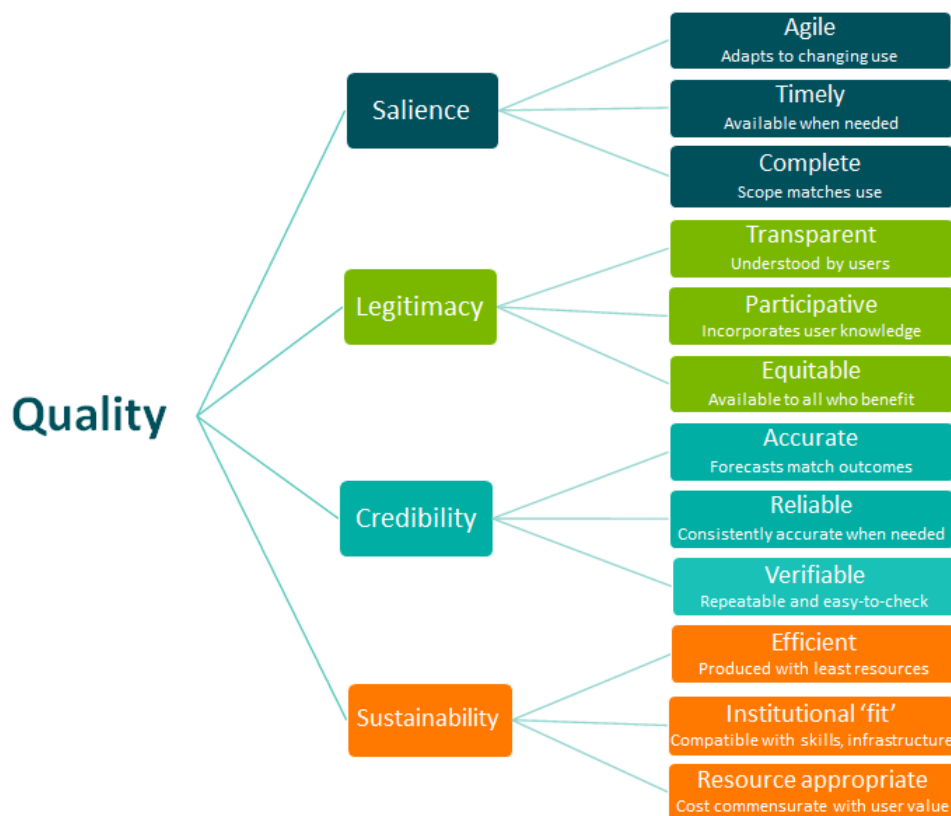 Quality
Salience
Agile
Adapts to changing use
Timely
Available when needed
Complete
Scope matches use
Legitimacy
Transparent
Understood by users
Participative
Incorporates user knowledge
Equitable
Available to all who benefit
Credibility
Accurate
Forecasts match outcomes
Reliable
Consistently accurate when needed
Verifiable
Repeatable and easy-to-check
Sustainability
Efficient
Produced with least resources
Institutional ‘fit’
Compatible with skills, infrastructure
Resource appropriate
Cost commensurate with user value